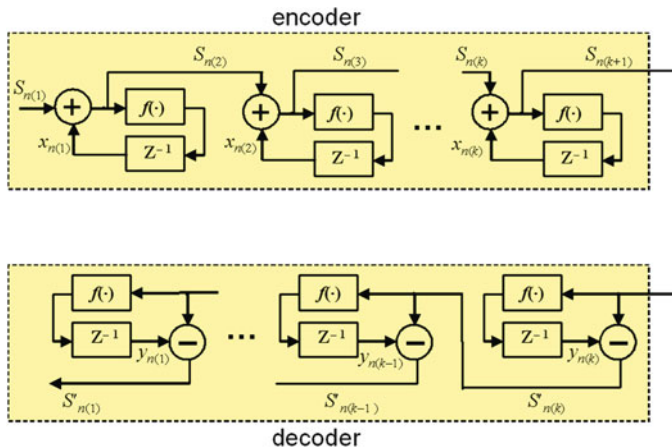 encoder
S_n(2) S_n(3) S_n(k) S_n(k+1)
S_n(1) + f(·) + f(·) ... + f(·)
x_n(1) Z⁻¹ x_n(2) Z⁻¹ x_n(k) Z⁻¹
f(·) f(·) f(·)
Z⁻¹ − ... Z⁻¹ − Z⁻¹ −
y_n(1) y_n(k−1) y_n(k)
S'_n(1) S'_n(k−1) S'_n(k)
decoder